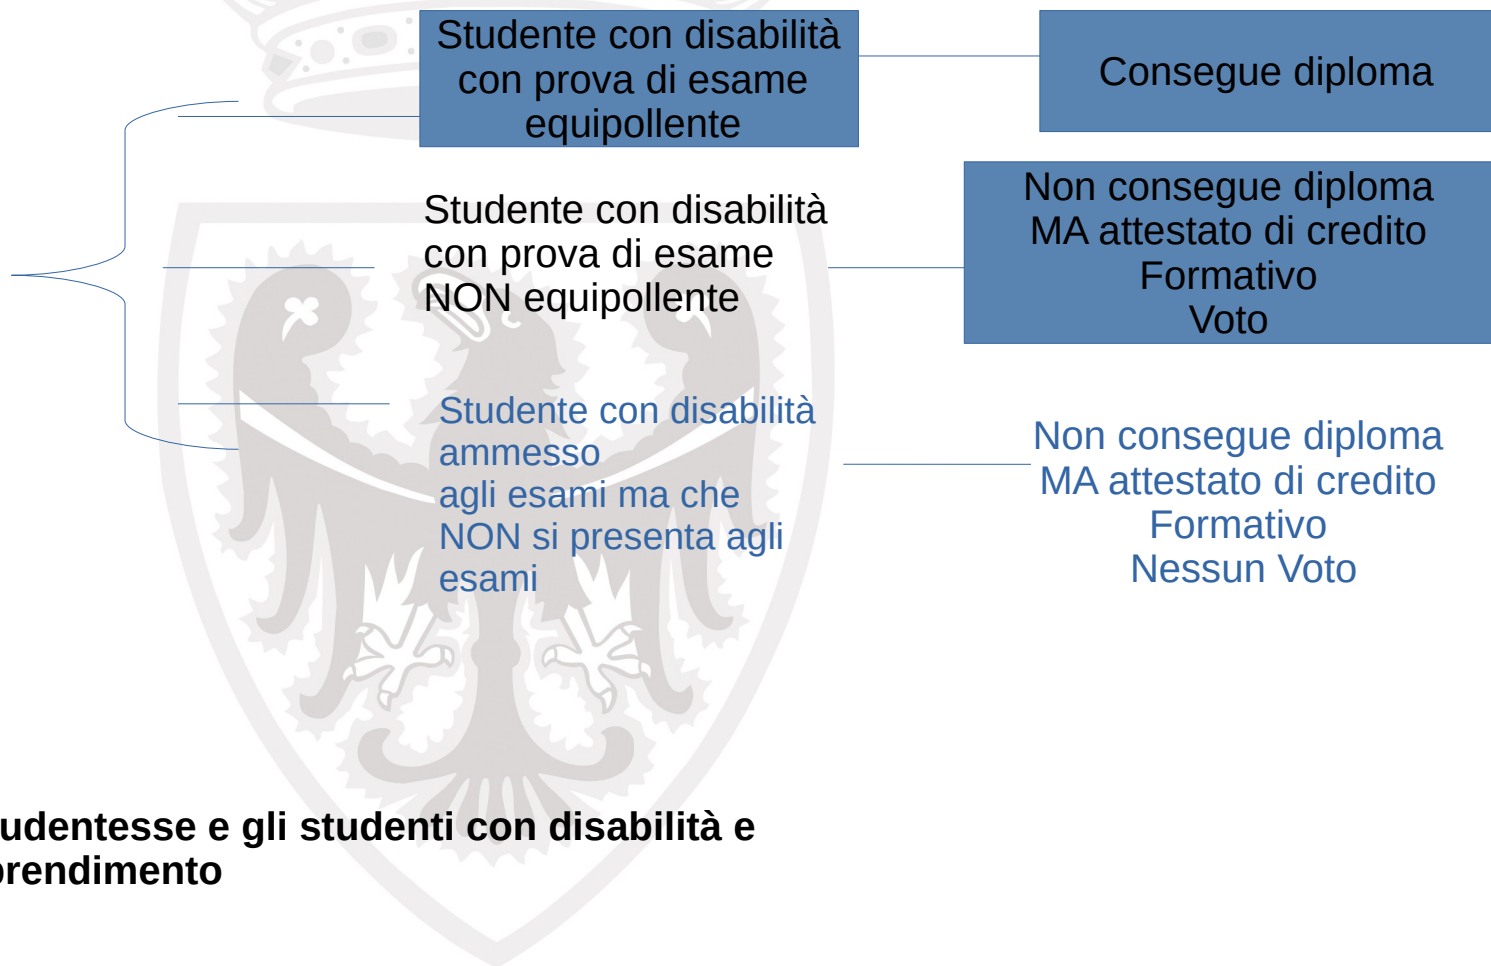 Studente con disabilità
con prova di esame
equipollente
Consegue diploma
Studente con disabilità
con prova di esame
NON equipollente
Non consegue diploma
MA attestato di credito
Formativo
Voto
Studente con disabilità
ammesso
agli esami ma che
NON si presenta agli
esami
Non consegue diploma
MA attestato di credito
Formativo
Nessun Voto
udentesse e gli studenti con disabilità e
prendimento